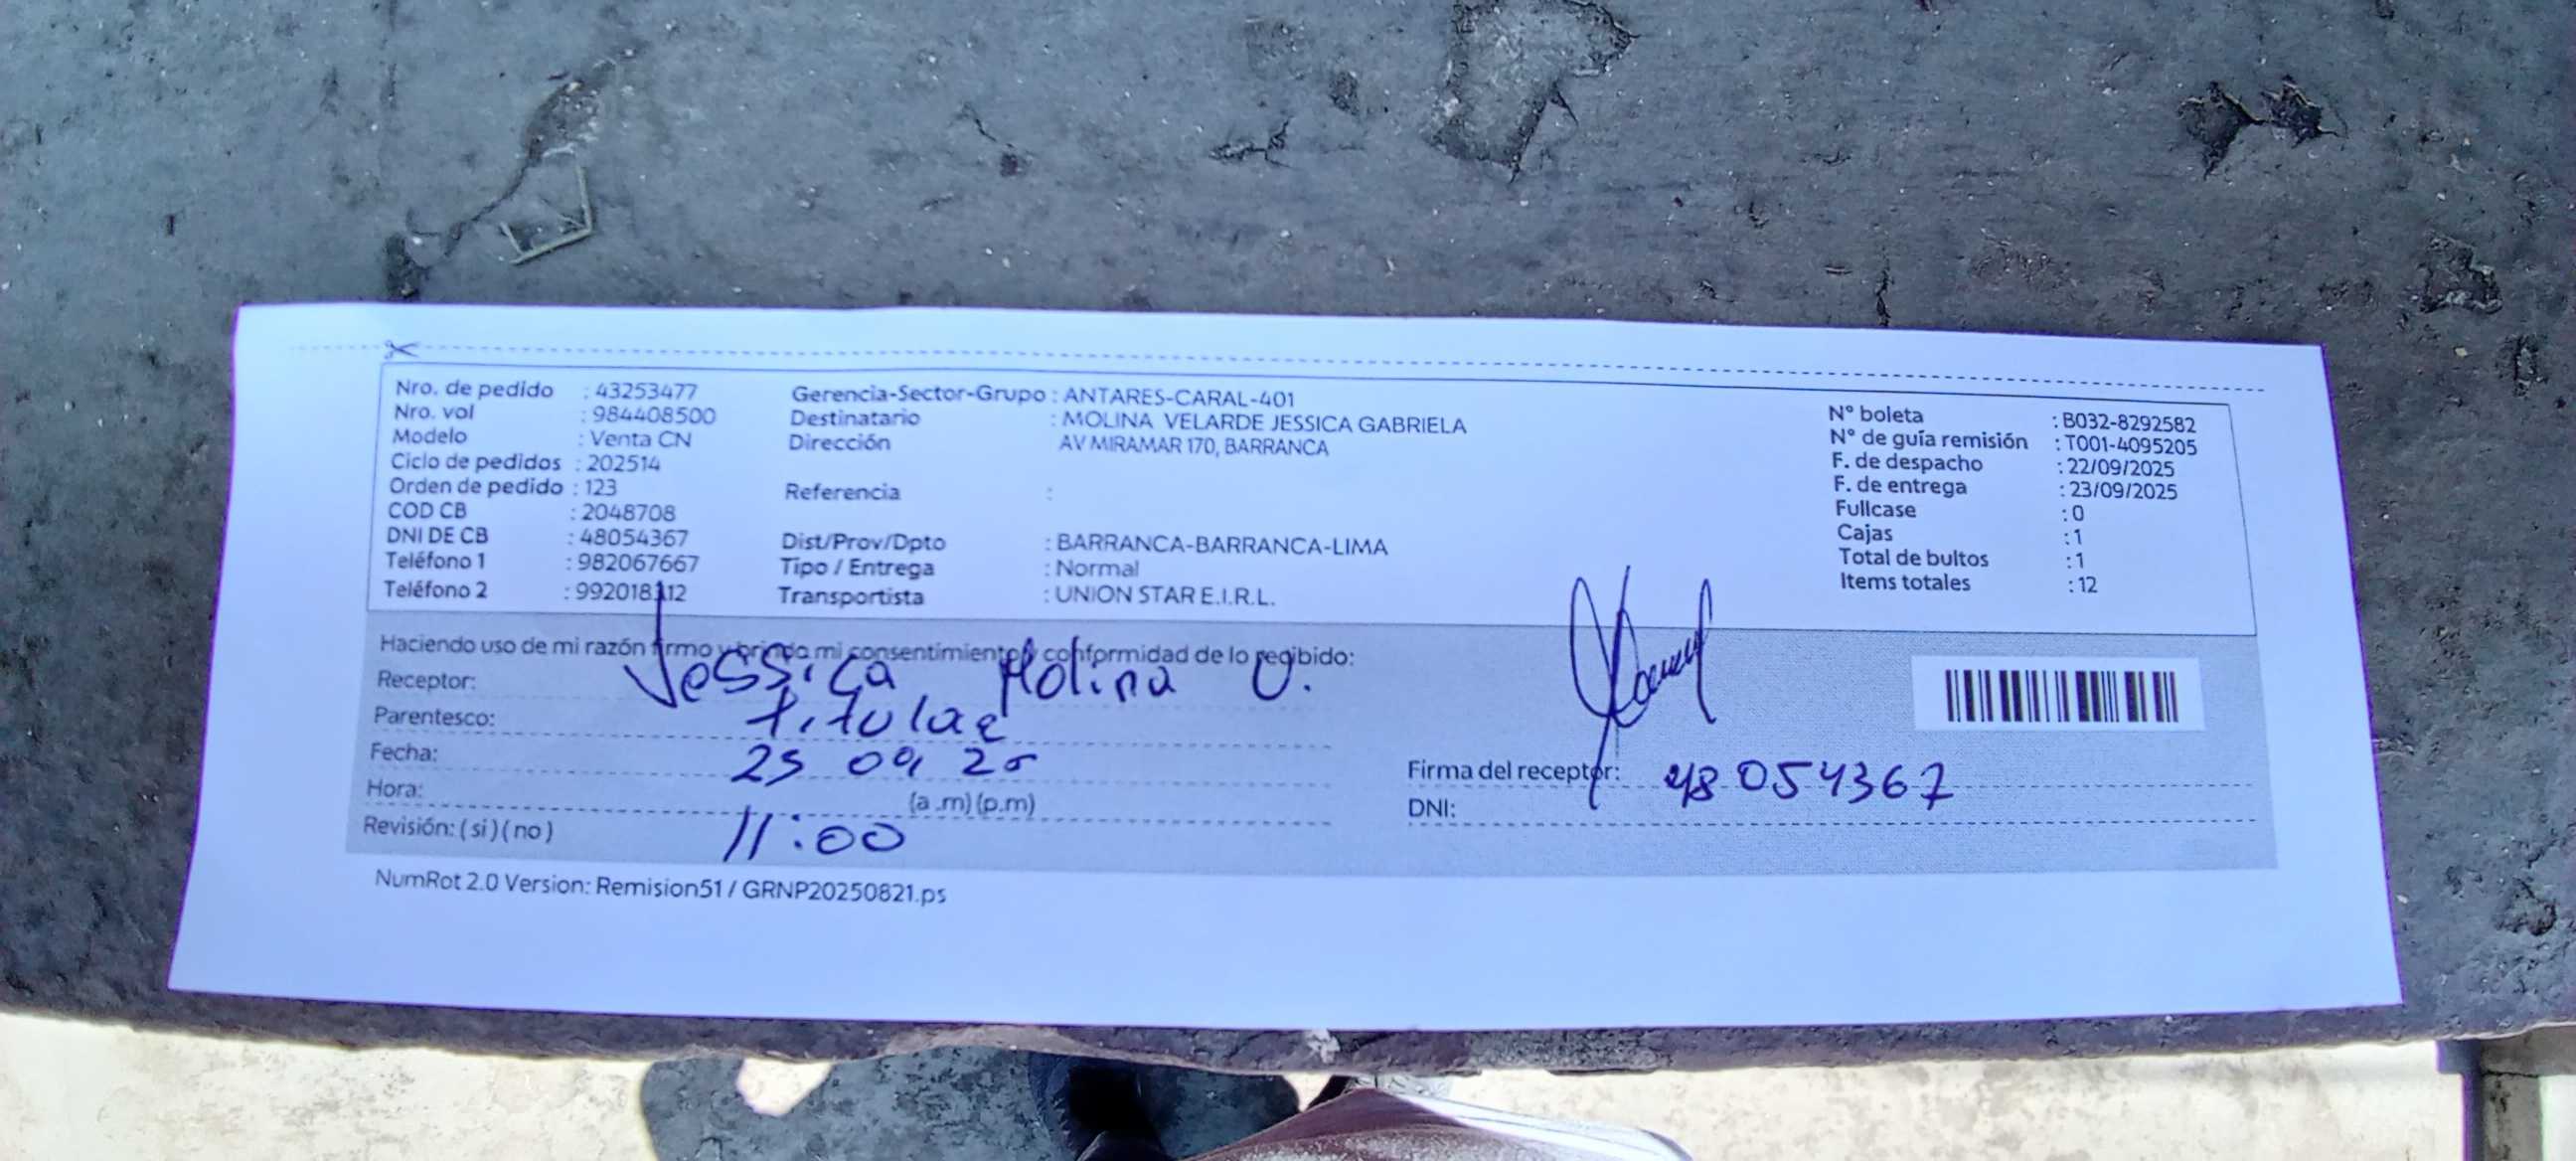 Nro. de pedido : 43253477
Nro. vol : 984408500
Modelo : Venta CN
Ciclo de pedidos : 202514
Orden de pedido : 123
COD CB : 2048708
DNI DE CB : 48054367
Teléfono 1 : 982067667
Teléfono 2 : 992018312
Gerencia-Sector-Grupo : ANTARES-CARAL-401
Destinatario : MOLINA VELARDE JESSICA GABRIELA
Dirección AV MIRAMAR 170, BARRANCA
Referencia :
Dist/Prov/Dpto : BARRANCA-BARRANCA-LIMA
Tipo / Entrega : Normal
Transportista : UNION STAR E.I.R.L.
N° boleta : B032-8292582
N° de guía remisión : T001-4095205
F. de despacho : 22/09/2025
F. de entrega : 23/09/2025
Fullcase : 0
Cajas : 1
Total de bultos : 1
Items totales : 12
Haciendo uso de mi razón firmo y brindo mi consentimiento y conformidad de lo recibido:
Receptor: Jessica Molina V.
Parentesco: titular
Fecha: 25 09 25
Hora: (a .m) (p.m)
Revisión: ( si ) ( no ) 11:00
Firma del receptor: 48054367
DNI:
NumRot 2.0 Version: Remision51 / GRNP20250821.ps